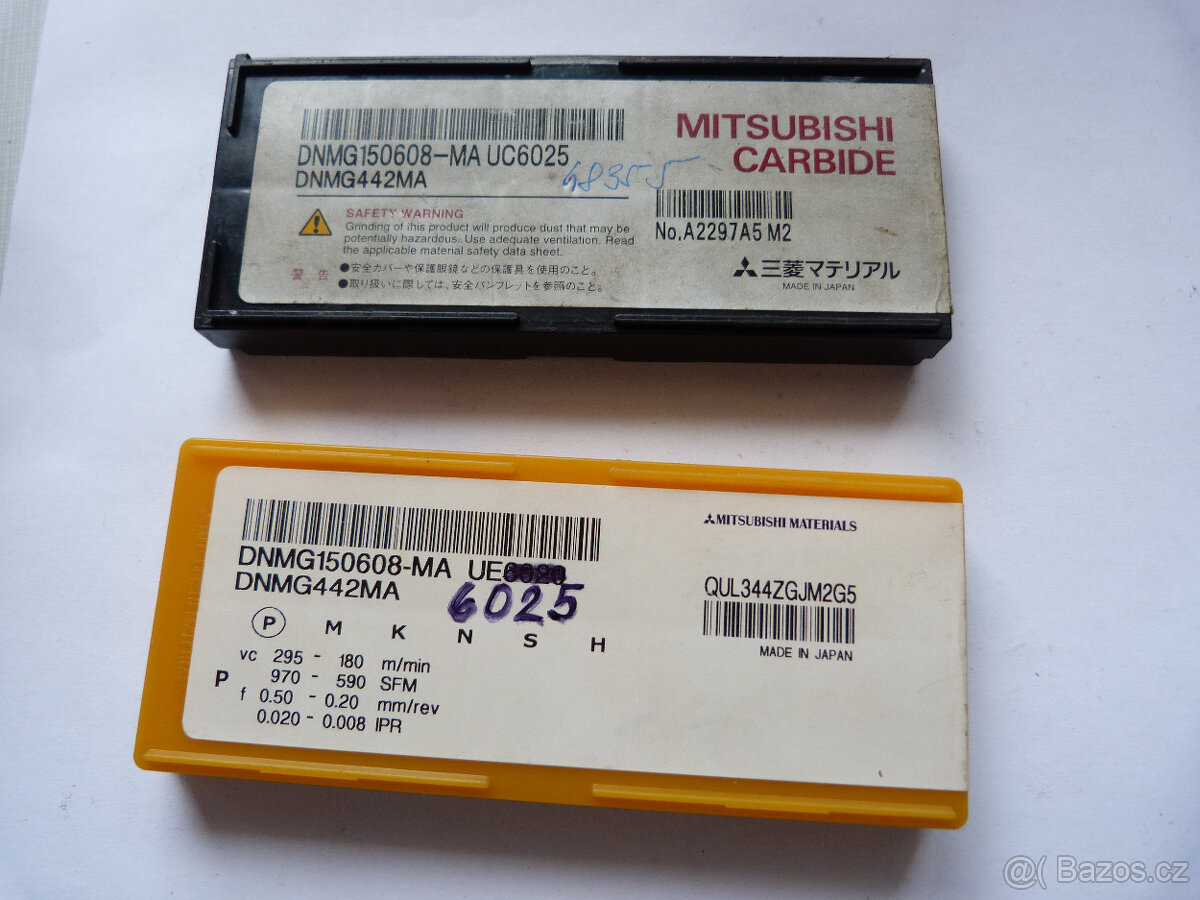 DNMG150608-MA UC6025
DNMG442MA
48355
MITSUBISHI
CARBIDE
SAFETY WARNING
Grinding of this product will produce dust that may be
potentially hazardous. Use adequate ventilation. Read
the applicable material safety data sheet.
警告
●安全カバーや保護眼鏡などの保護具を使用のこと。
●取り扱いに際しては、安全パンフレットを参照のこと。
No.A2297A5 M2
三菱マテリアル
MADE IN JAPAN
DNMG150608-MA UE
DNMG442MA
6025
P M K N S H
vc 295 - 180 m/min
970 - 590 SFM
P
f 0.50 - 0.20 mm/rev
0.020 - 0.008 IPR
MITSUBISHI MATERIALS
QUL344ZGJM2G5
MADE IN JAPAN
@( Bazos.cz